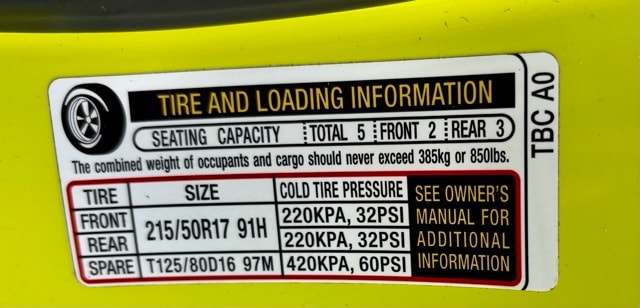 TIRE AND LOADING INFORMATION
SEATING CAPACITY TOTAL 5 FRONT 2 REAR 3
The combined weight of occupants and cargo should never exceed 385kg or 850lbs.
TIRE SIZE COLD TIRE PRESSURE
FRONT 215/50R17 91H 220KPA, 32PSI
REAR 220KPA, 32PSI
SPARE T125/80D16 97M 420KPA, 60PSI
SEE OWNER'S
MANUAL FOR
ADDITIONAL
INFORMATION
TBC A0